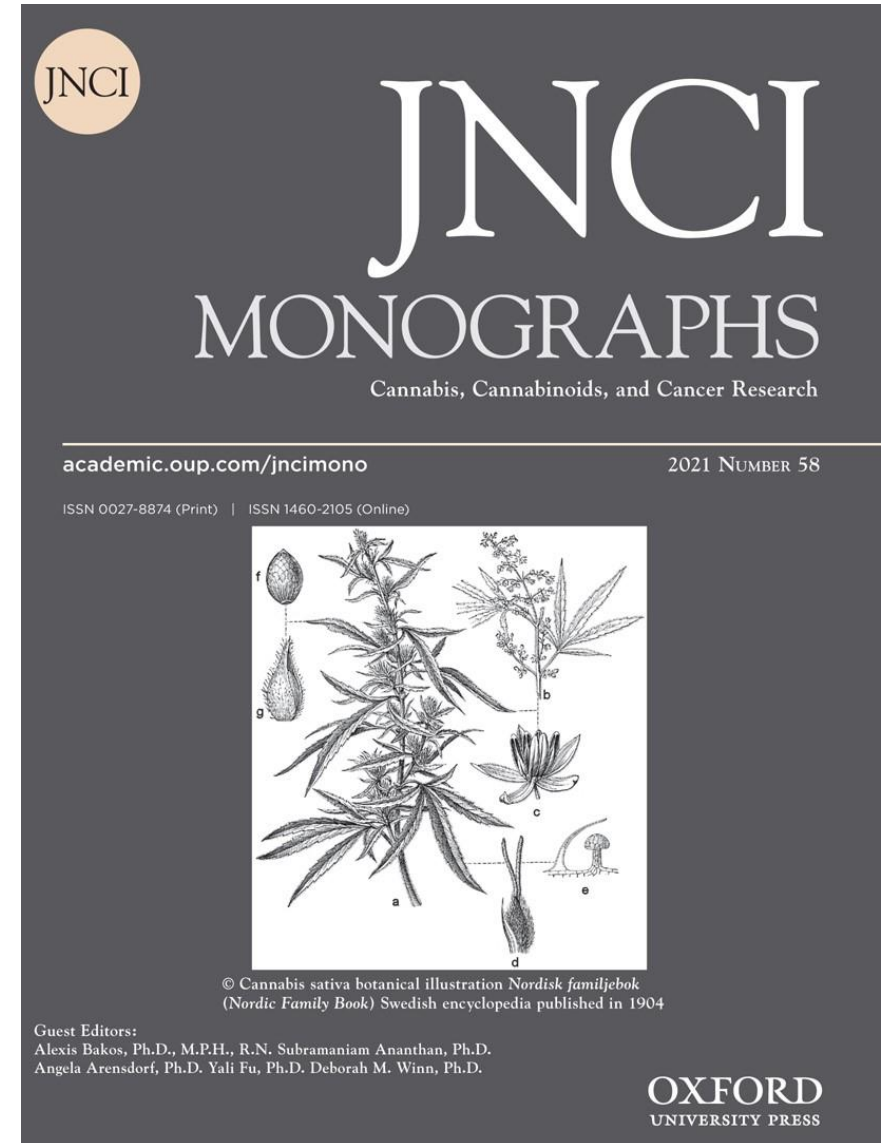 JNCI
JNCI
MONOGRAPHS
Cannabis, Cannabinoids, and Cancer Research
academic.oup.com/jncimono 2021 NUMBER 58
ISSN 0027-8874 (Print) | ISSN 1460-2105 (Online)
f
b
g
c
e
a
d
© Cannabis sativa botanical illustration Nordisk familjebok
(Nordic Family Book) Swedish encyclopedia published in 1904
Guest Editors:
Alexis Bakos, Ph.D., M.P.H., R.N. Subramaniam Ananthan, Ph.D.
Angela Arensdorf, Ph.D. Yali Fu, Ph.D. Deborah M. Winn, Ph.D.
OXFORD
UNIVERSITY PRESS